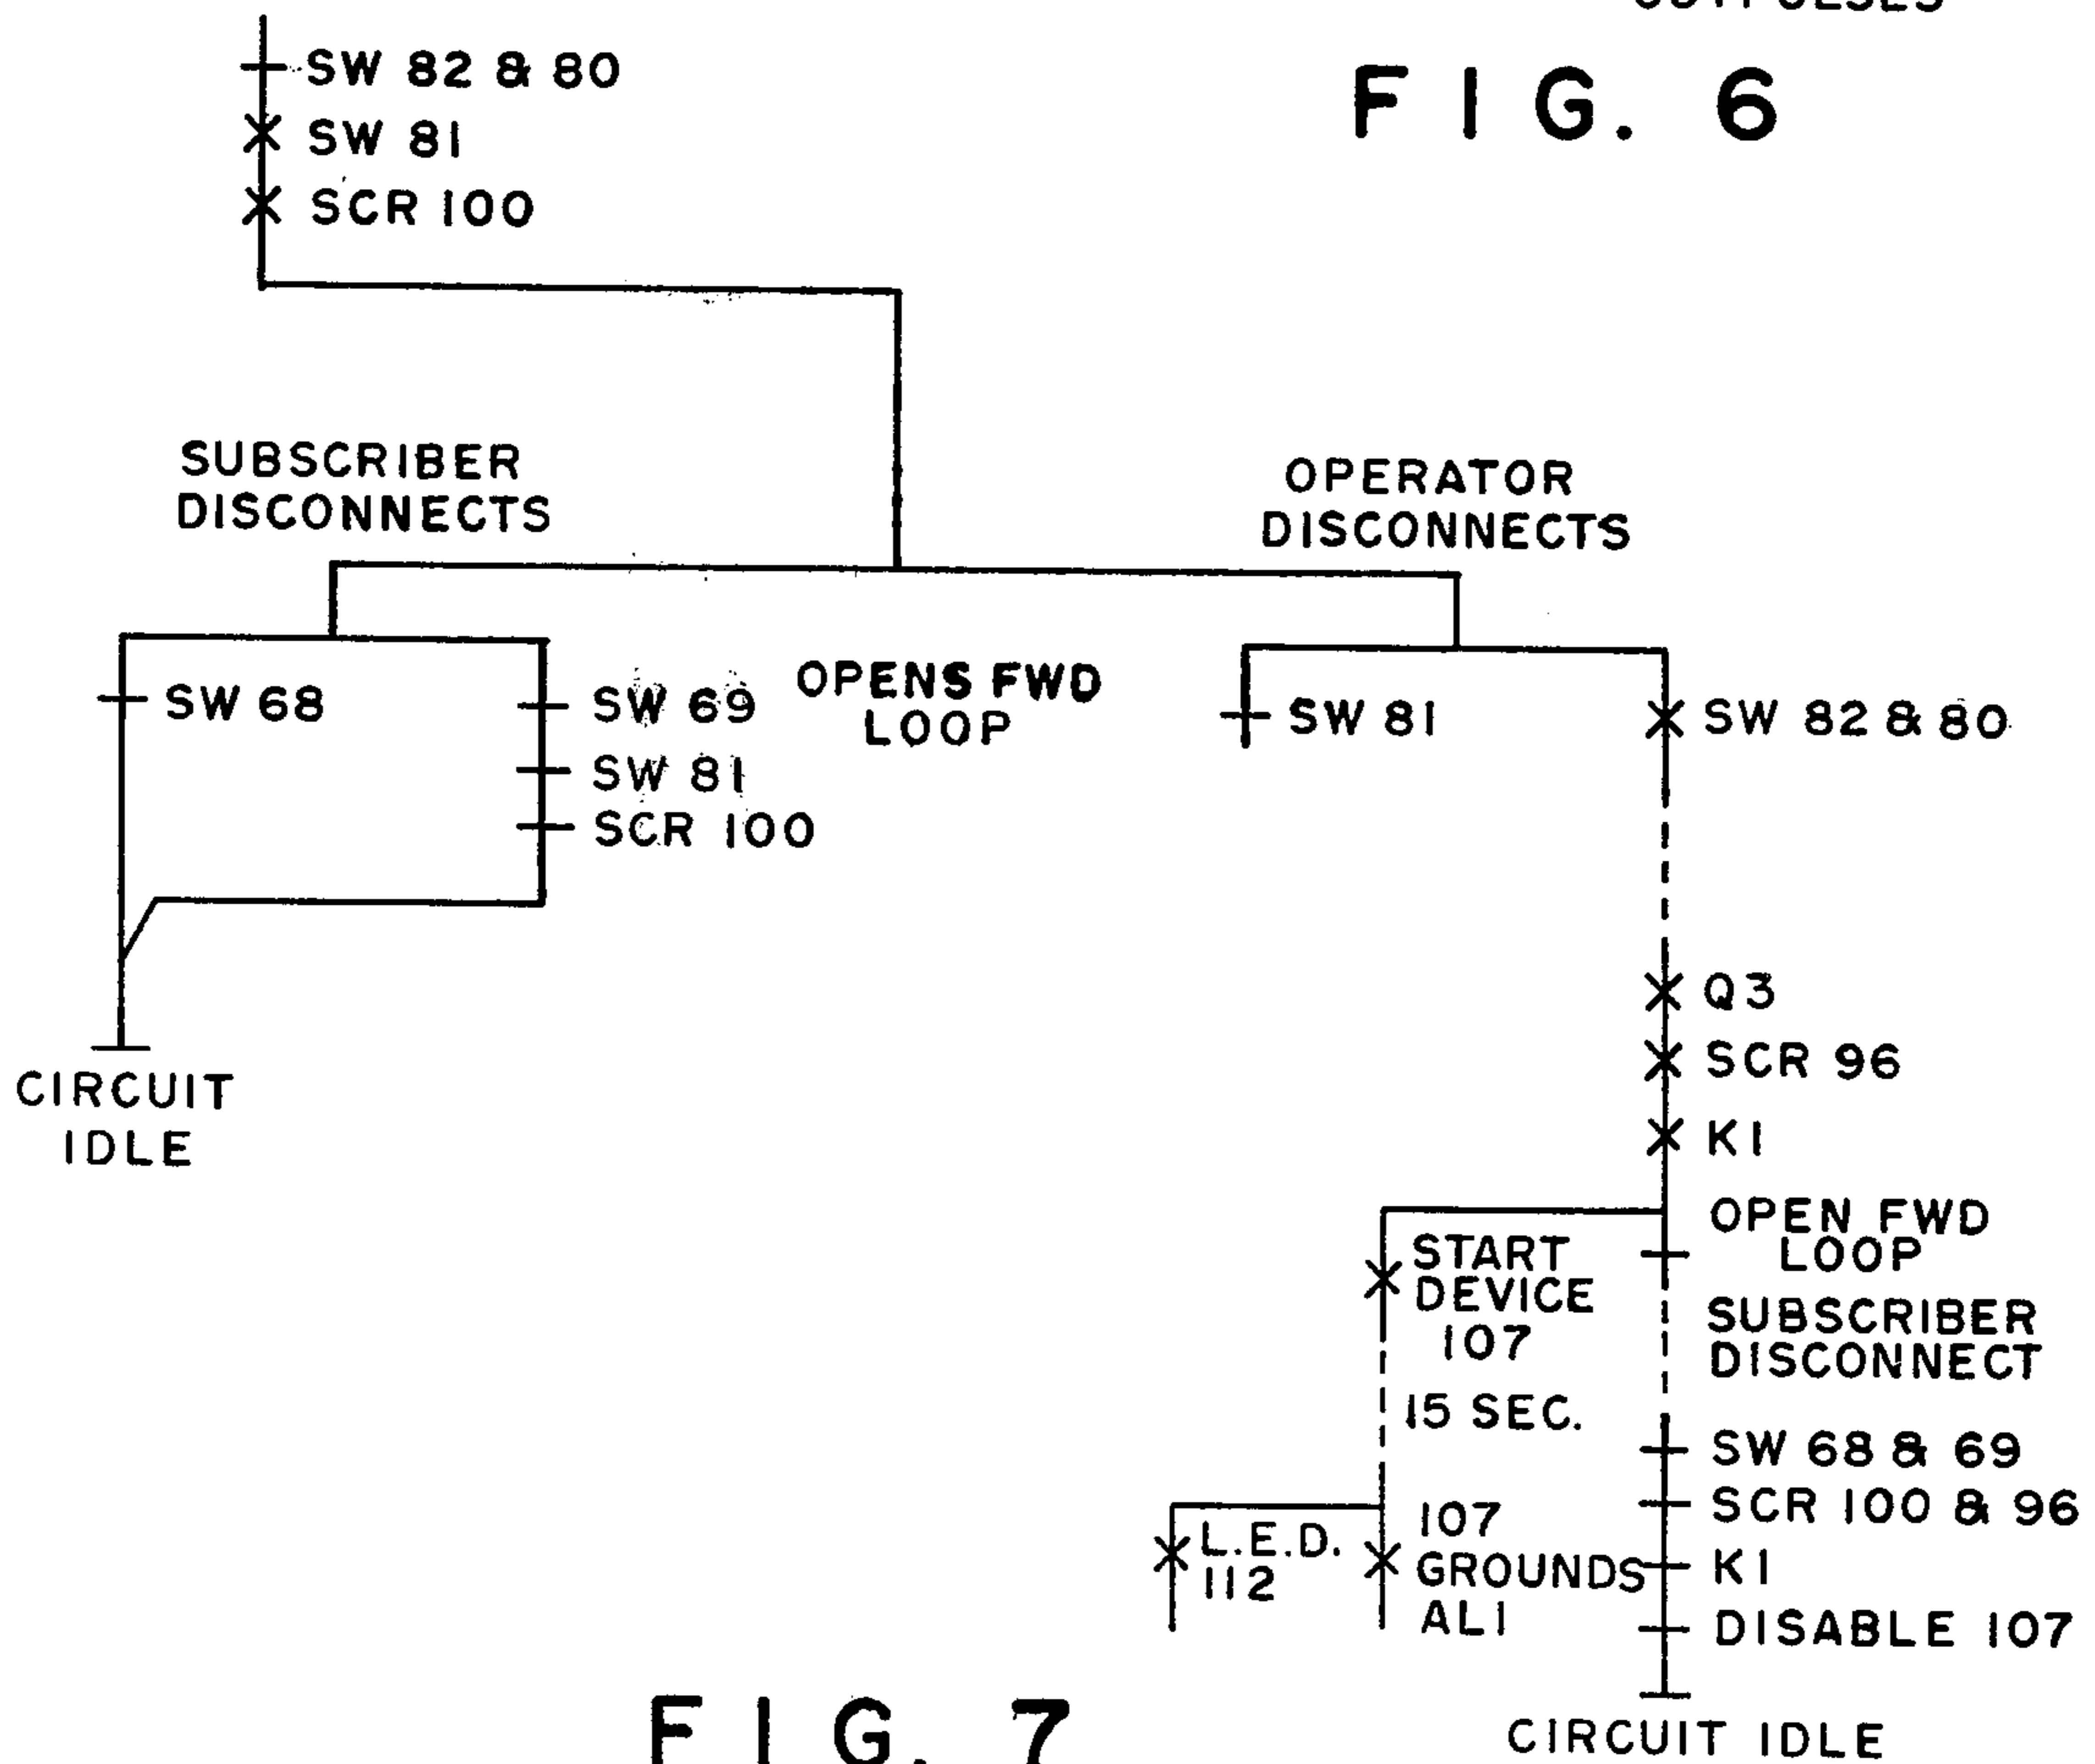 F I G. 6
SW 82 & 80
SW 81
SCR 100
SUBSCRIBER
DISCONNECTS
OPERATOR
DISCONNECTS
SW 68
SW 69
OPENS FWD
LOOP
SW 81
SCR 100
SW 81
SW 82 & 80
CIRCUIT
IDLE
Q3
SCR 96
K1
OPEN FWD
LOOP
START
DEVICE
107
SUBSCRIBER
DISCONNECT
15 SEC.
SW 68 & 69
SCR 100 & 96
L.E.D.
112
107
GROUNDS
AL1
K1
DISABLE 107
CIRCUIT IDLE
F I G. 7